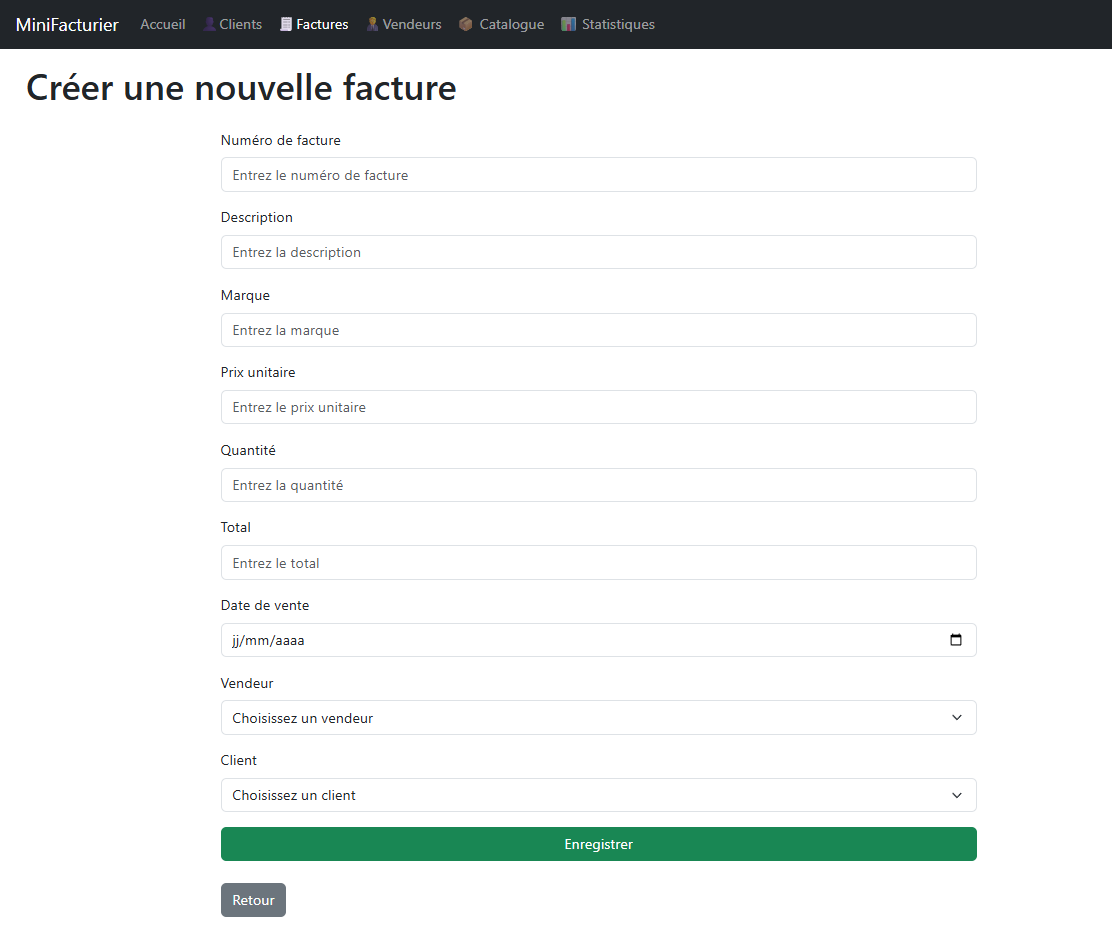 MiniFacturier Accueil Clients Factures Vendeurs Catalogue Statistiques
Créer une nouvelle facture
Numéro de facture
Entrez le numéro de facture
Description
Entrez la description
Marque
Entrez la marque
Prix unitaire
Entrez le prix unitaire
Quantité
Entrez la quantité
Total
Entrez le total
Date de vente
jj/mm/aaaa
Vendeur
Choisissez un vendeur
Client
Choisissez un client
Enregistrer
Retour